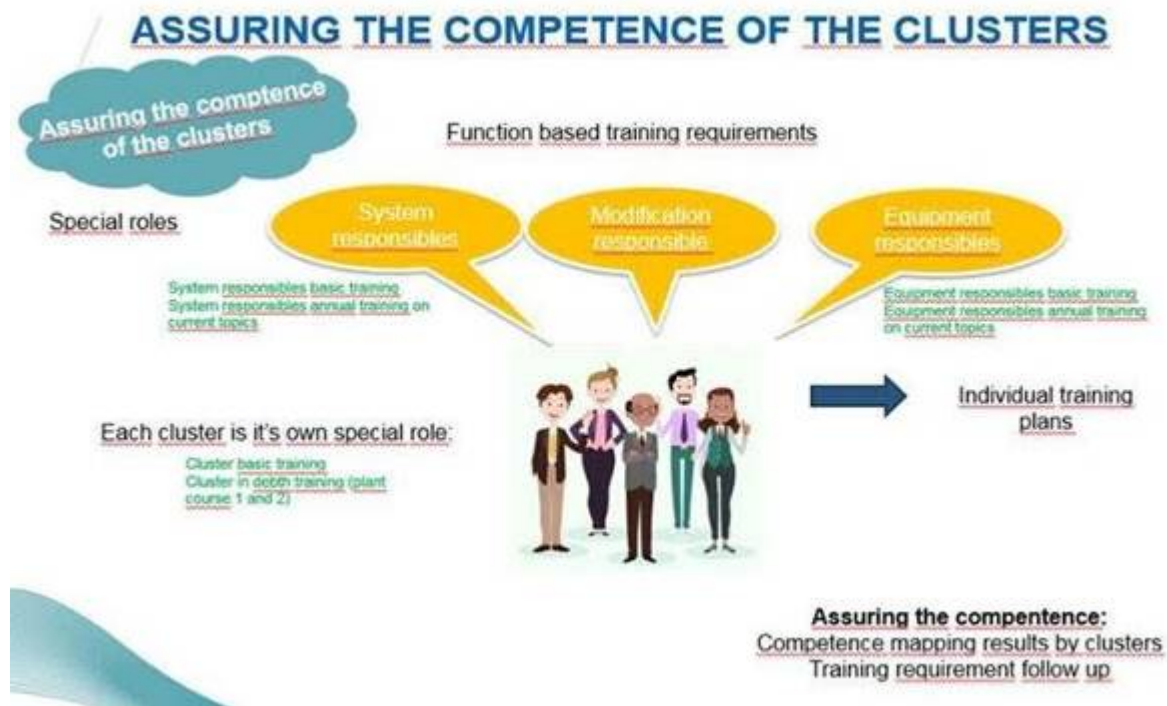 ASSURING THE COMPETENCE OF THE CLUSTERS
Assuring the comptence
of the clusters
Function based training requirements
Special roles
System
responsibles
Modification
responsible
Equipment
responsibles
System responsibles basic training
System responsibles annual training on
current topics
Equipment responsibles basic training
Equipment responsibles annual training
on current topics
Individual training
plans
Each cluster is it's own special role:
Cluster basic training
Cluster in debth training (plant
course 1 and 2)
Assuring the compentence:
Competence mapping results by clusters
Training requirement follow up